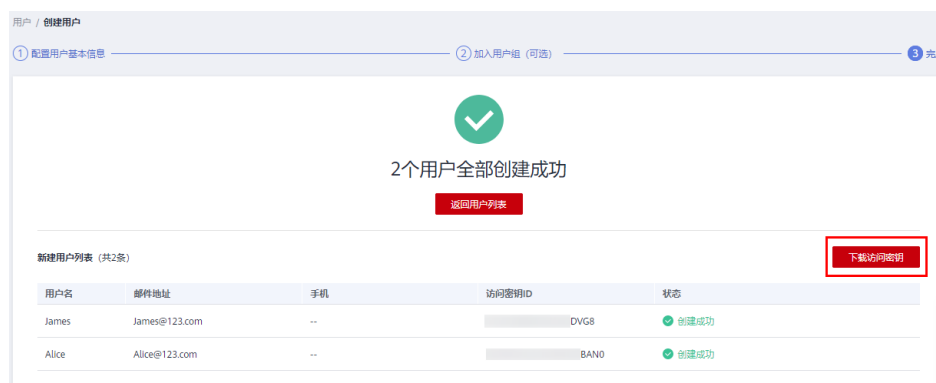 用户 / 创建用户
1 配置用户基本信息 2 加入用户组（可选） 3
2个用户全部创建成功
返回用户列表
新建用户列表（共2条） 下载访问密钥
用户名 邮件地址 手机 访问密钥ID 状态
James James@123.com -- DVG8 创建成功
Alice Alice@123.com -- BAN0 创建成功